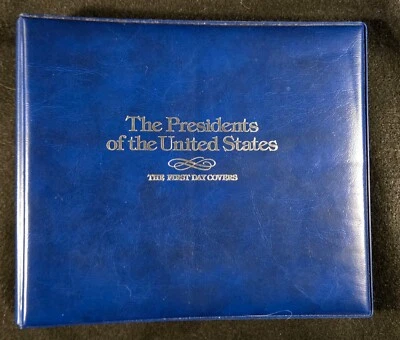 The Presidents
of the United States
THE FIRST DAY COVERS